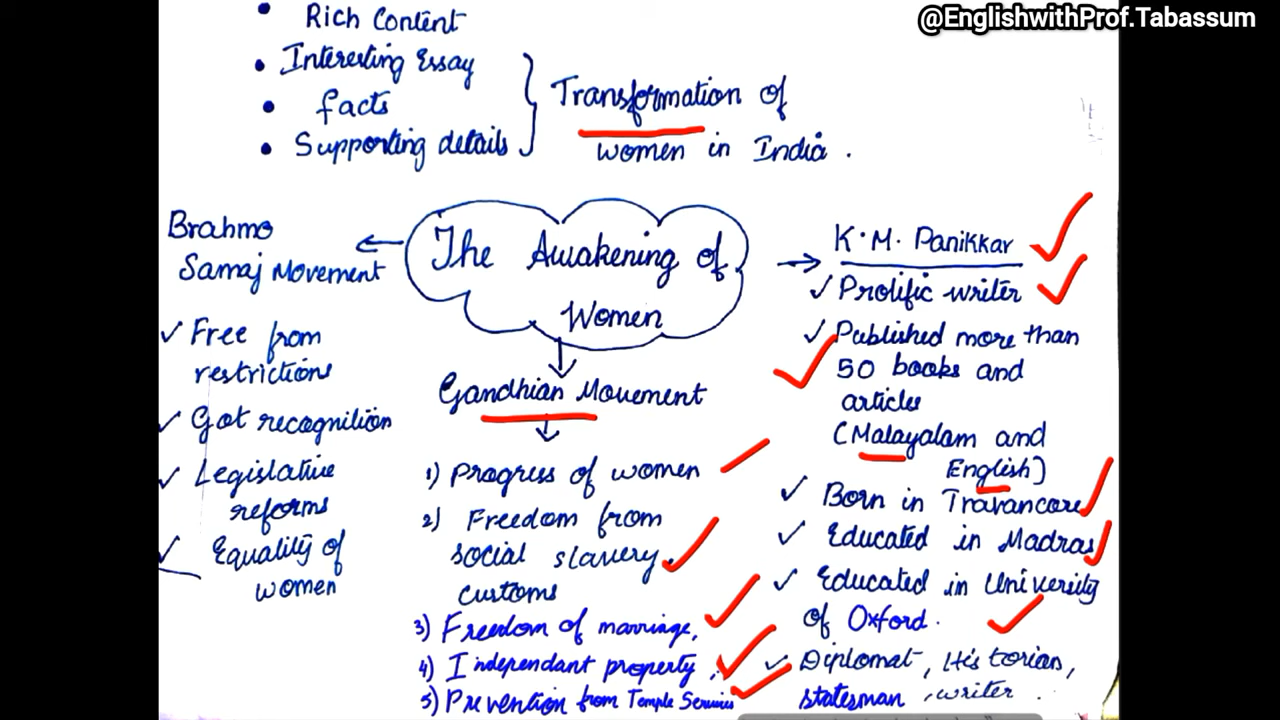 @EnglishwithProf.Tabassum
• Rich Content
• Interesting Essay
• facts
• Supporting details
Transformation of
women in India .
The Awakening of
Women
Brahmo
Samaj Movement
✓ Free from
restrictions
✓ Got recognition
✓ Legislative
reforms
✓ Equality of
women
Gandhian Movement
1) Progress of women
2) Freedom from
social slavery
customs
3) Freedom of marriage,
4) Independant property,
5) Prevention from Temple Services
K.M. Panikkar
✓ Prolific writer
✓ Published more than
50 books and
articles
(Malayalam and
English)
✓ Born in Travancore
✓ Educated in Madras
✓ Educated in University
of Oxford.
✓ Diplomat, Historian,
statesman, writer.